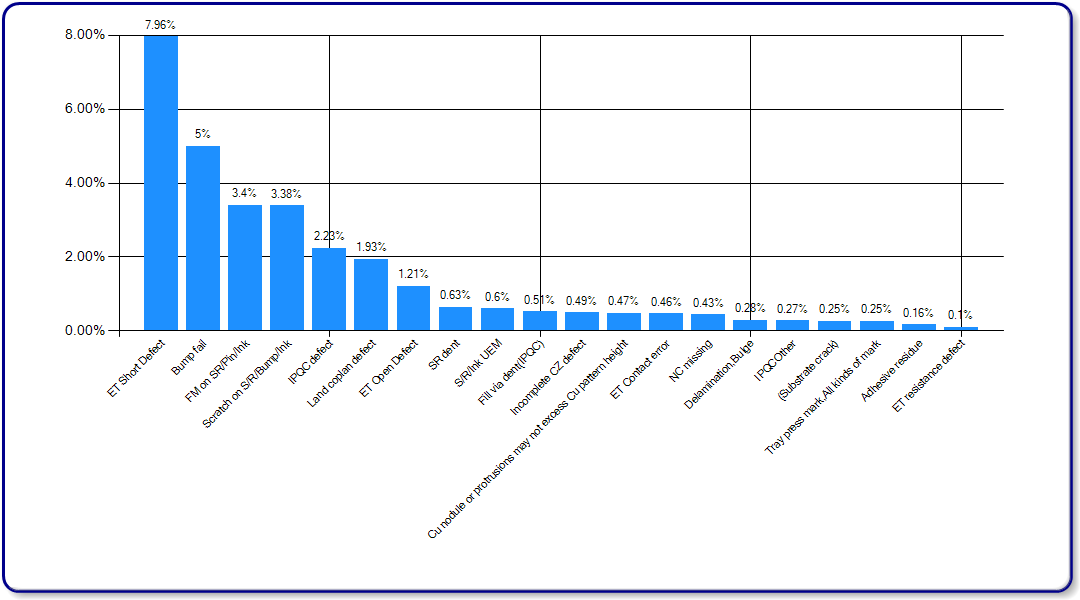 7.96%
8.00%
6.00%
5%
4.00%
3.4%
3.38%
2.23%
1.93%
2.00%
1.21%
0.63%
0.6%
0.51%
0.49%
0.47%
0.46%
0.43%
0.28%
0.27%
0.25%
0.25%
0.16%
0.1%
0.00%
ET Short Defect
Bump fail
FM on SR/Pin/Ink
Scratch on S/R/Bump/Ink
IPQC defect
Land coplan defect
ET Open Defect
SR dent
S/R/Ink UEM
Fill via dent(IPQC)
Incomplete CZ defect
Cu nodule or protrusions may not excess Cu pattern height
ET Contact error
NC missing
Delamination.Bulge
IPQCOther
(Substrate crack)
Tray press mark.All kinds of mark
Adhesive residue
ET resistance defect